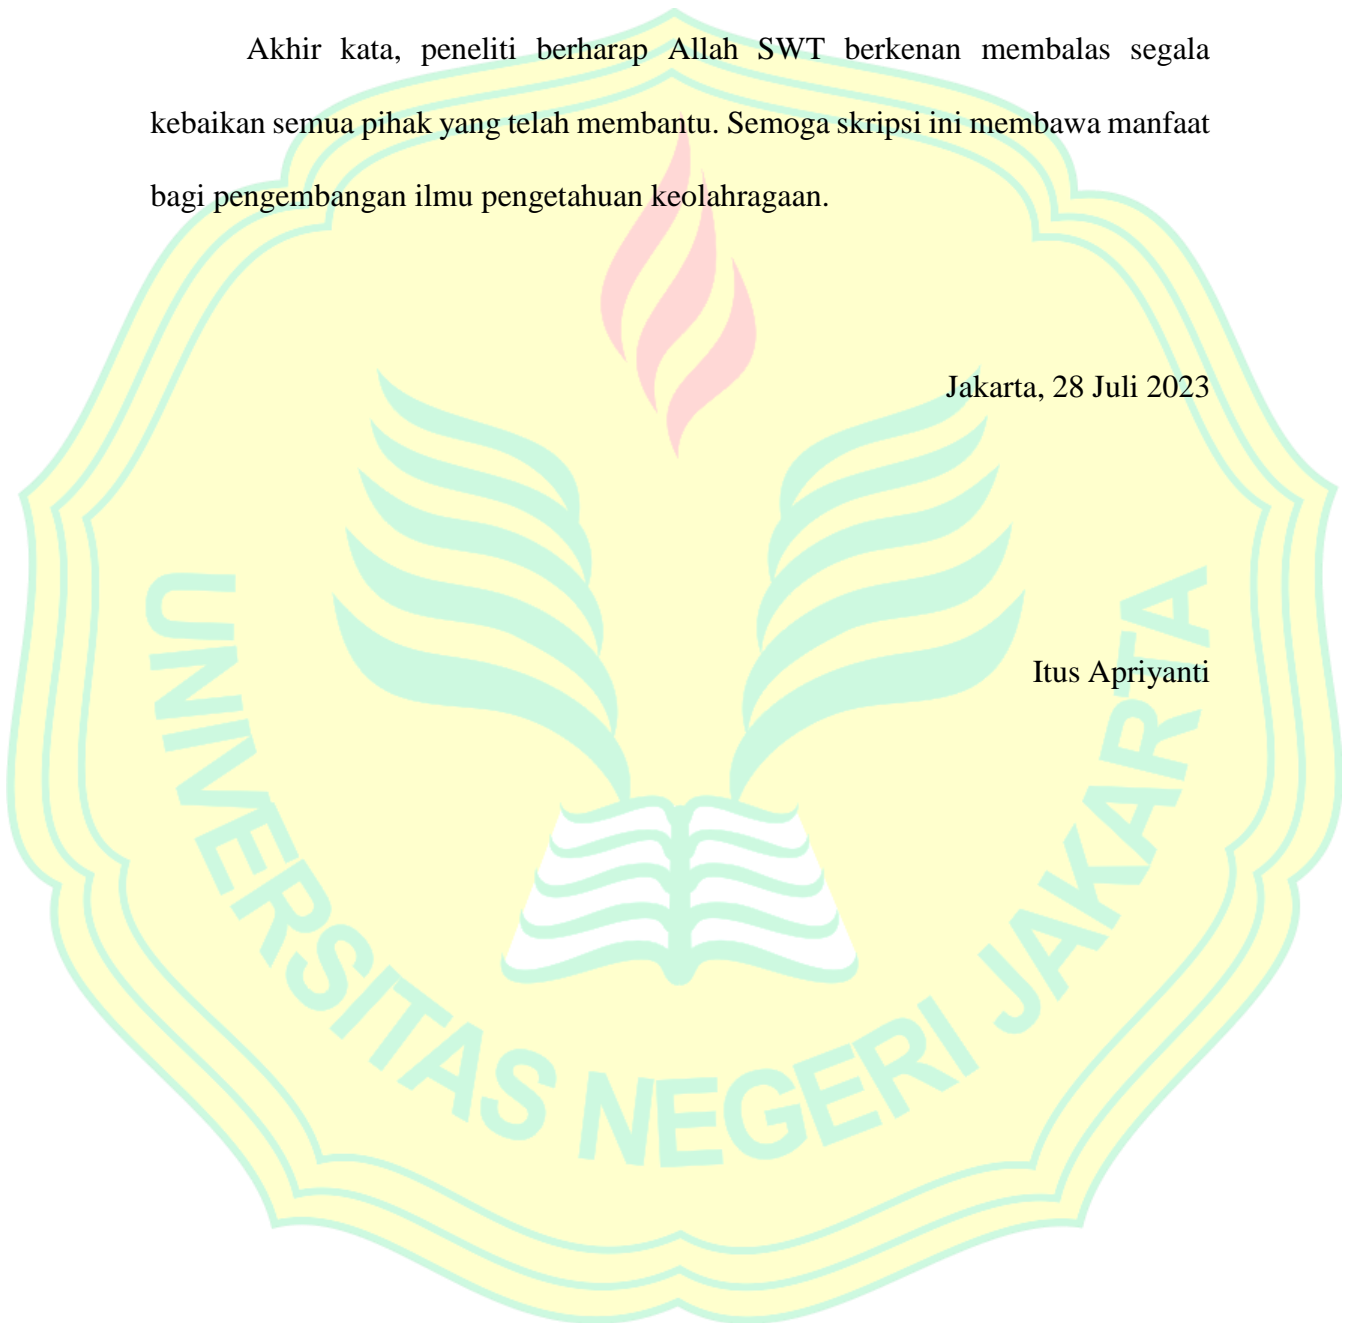 Akhir kata, peneliti berharap Allah SWT berkenan membalas segala
kebaikan semua pihak yang telah membantu. Semoga skripsi ini membawa manfaat
bagi pengembangan ilmu pengetahuan keolahragaan.
Jakarta, 28 Juli 2023
Itus Apriyanti
UNIVERSITAS NEGERI JAKARTA